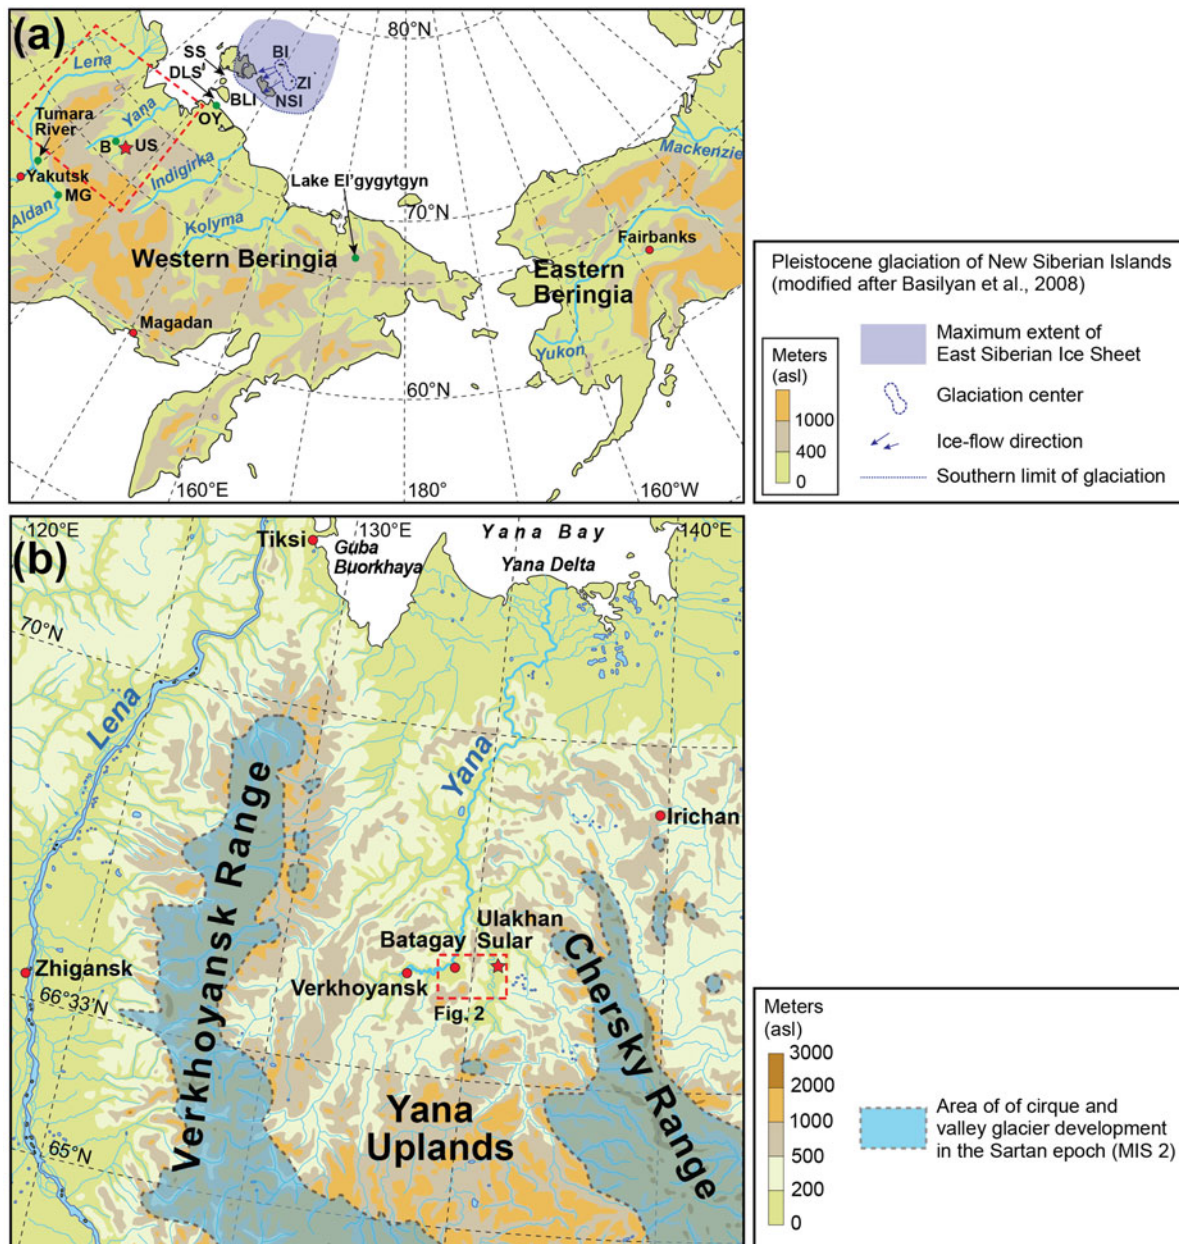 (a)
80°N
Lena
SS
BI
DLS
ZI
BLI
NSI
OY
Tumara
River
Yana
B
US
Mackenzie
Yakutsk
Indigirka
Lake El'gygytgyn
MG
Aldan
70°N
Kolyma
Fairbanks
Western Beringia
Eastern
Beringia
Magadan
Yukon
60°N
160°E
180°
160°W
Pleistocene glaciation of New Siberian Islands
(modified after Basilyan et al., 2008)
Meters
(asl)
1000
400
0
Maximum extent of
East Siberian Ice Sheet
Glaciation center
Ice-flow direction
Southern limit of glaciation
(b)
120°E
Tiksi
130°E
Guba
Buorkhaya
Yana Bay
Yana Delta
140°E
70°N
Lena
Yana
Verkhoyansk Range
Irichan
Ulakhan
Sular
Batagay
Zhigansk
Verkhoyansk
66°33'N
Fig. 2
Chersky Range
Yana
Uplands
65°N
Meters
(asl)
3000
2000
1000
500
200
0
Area of of cirque and
valley glacier development
in the Sartan epoch (MIS 2)